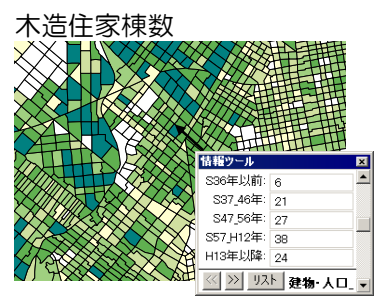 木造住家棟数
情報ツール
S36年以前: 6
S37_46年: 21
S47_56年: 27
S57_H12年: 38
H13年以降: 24
<< >> リスト 建物・人口_